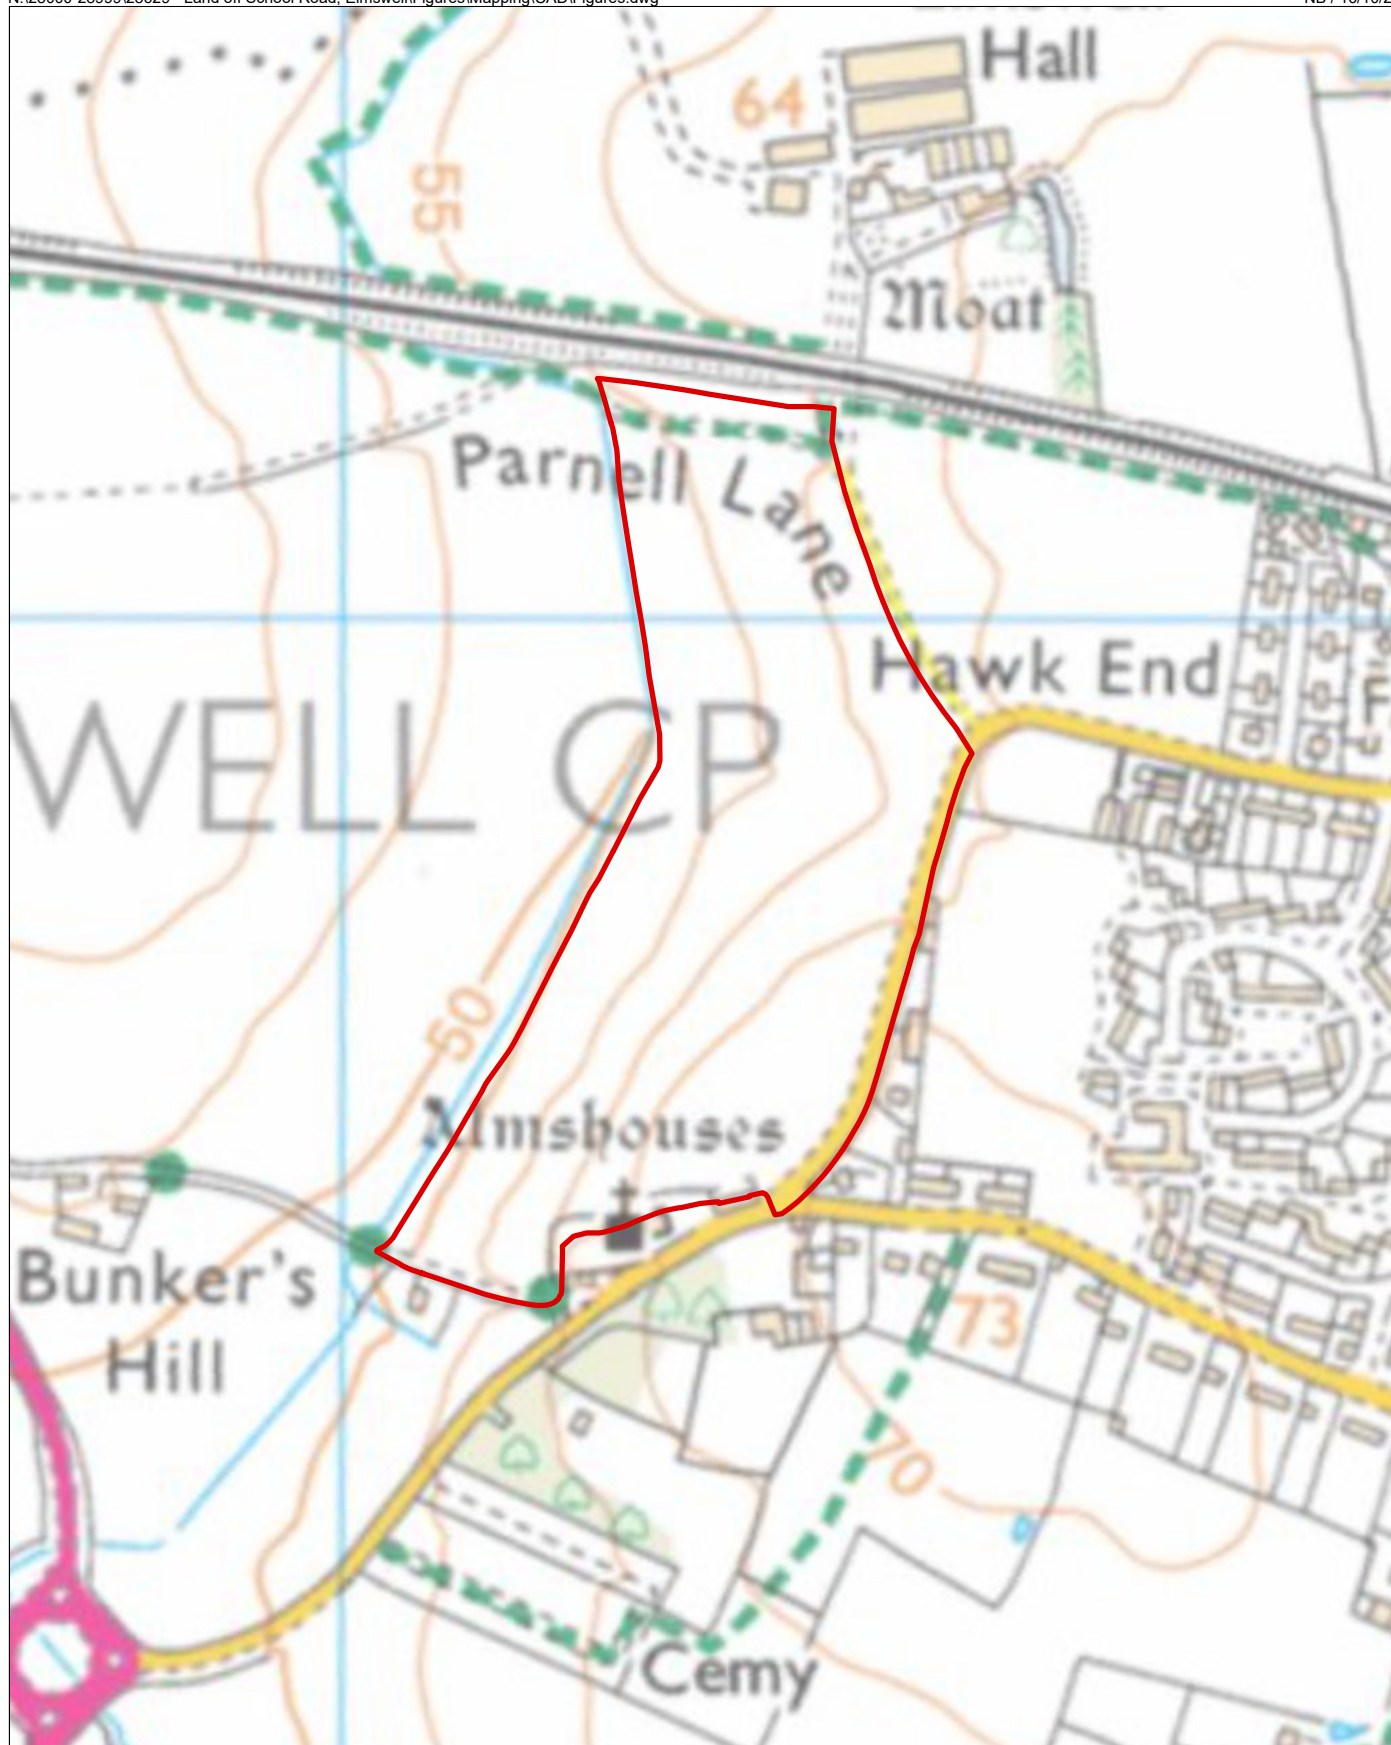 Hall
64
55
Moat
Parnell Lane
Hawk End
WELL CP
50
Almshouses
Bunker's
Hill
73
70
Cemy